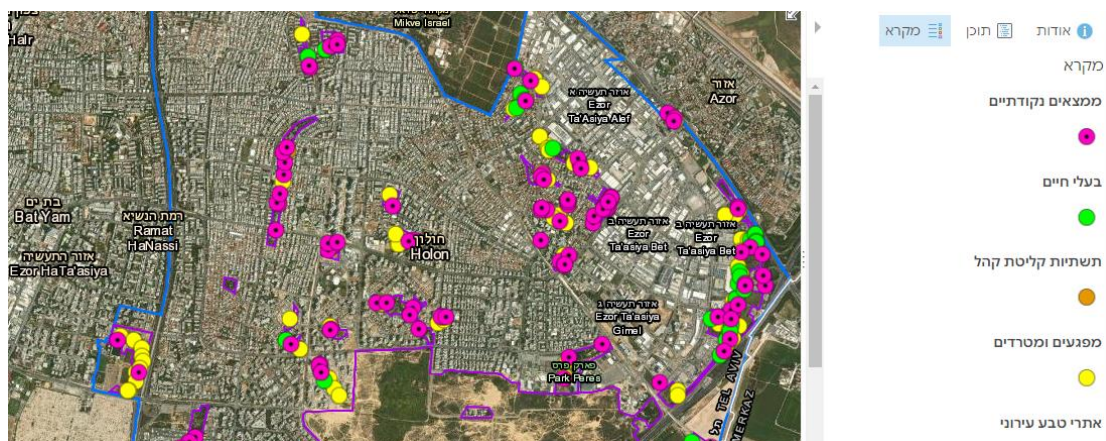 Mikve Israel
HaIr
אזור
Azor
אזור תעשיה א
Ezor
Ta'Asiya Alef
בת ים
Bat Yam
רמת הנשיא
Ramat
HaNassi
אזור התעשיה
Ezor HaTa'asiya
חולון
Holon
אזור תעשיה ב
Ezor
Ta'asiya Bet
אזור תעשיה ב
Ezor
Ta'asiya Bet
אזור תעשיה ג
Ezor Ta'asiya
Gimel
פארק פרס
Park Peres
TEL AVIV
תל
MERKAZ
אודות
תוכן
מקרא
מקרא
ממצאים נקודתיים
בעלי חיים
תשתיות קליטת קהל
מפגעים ומטרדים
אתרי טבע עירוני